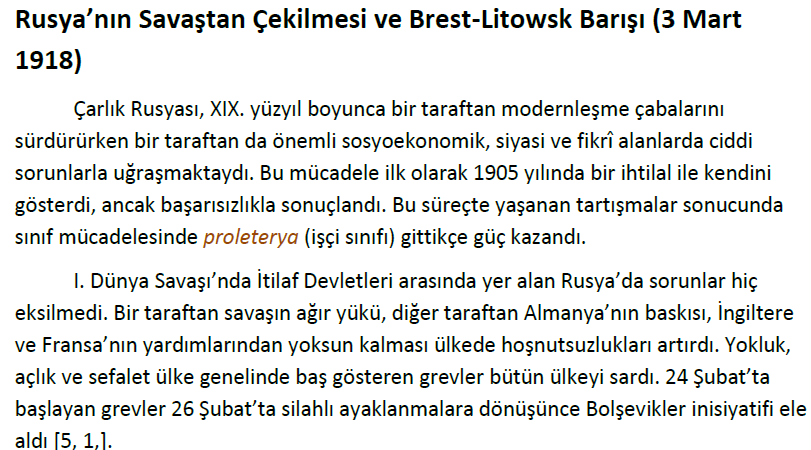 Rusya’nın Savaştan Çekilmesi ve Brest-Litowsk Barışı (3 Mart
1918)
Çarlık Rusyası, XIX. yüzyıl boyunca bir taraftan modernleşme çabalarını
sürdürürken bir taraftan da önemli sosyoekonomik, siyasi ve fikrî alanlarda ciddi
sorunlarla uğraşmaktaydı. Bu mücadele ilk olarak 1905 yılında bir ihtilal ile kendini
gösterdi, ancak başarısızlıkla sonuçlandı. Bu süreçte yaşanan tartışmalar sonucunda
sınıf mücadelesinde proleterya (işçi sınıfı) gittikçe güç kazandı.
I. Dünya Savaşı’nda İtilaf Devletleri arasında yer alan Rusya’da sorunlar hiç
eksilmedi. Bir taraftan savaşın ağır yükü, diğer taraftan Almanya’nın baskısı, İngiltere
ve Fransa’nın yardımlarından yoksun kalması ülkede hoşnutsuzlukları artırdı. Yokluk,
açlık ve sefalet ülke genelinde baş gösteren grevler bütün ülkeyi sardı. 24 Şubat’ta
başlayan grevler 26 Şubat’ta silahlı ayaklanmalara dönüşünce Bolşevikler inisiyatifi ele
aldı [5, 1,].